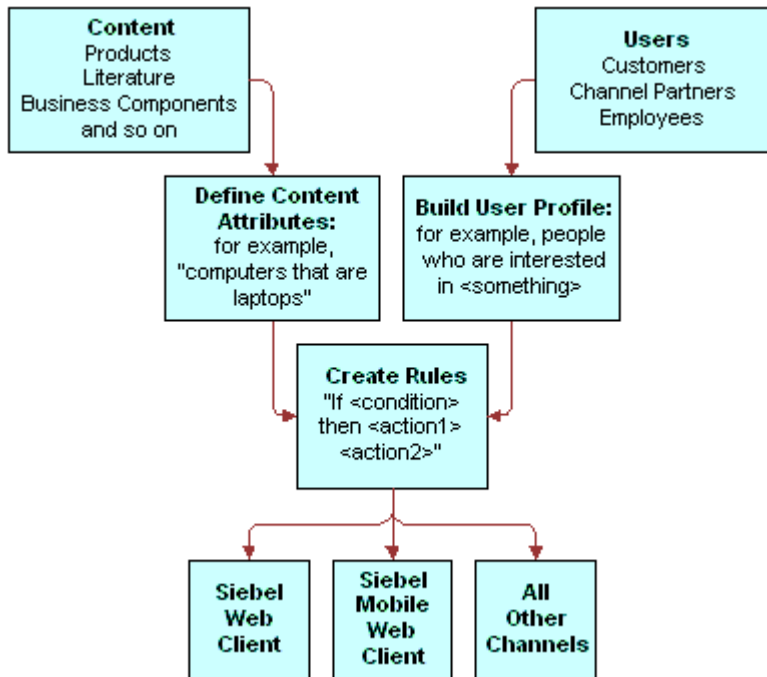 Content
Products
Literature
Business Components
and so on
Users
Customers
Channel Partners
Employees
Define Content
Attributes:
for example,
"computers that are
laptops"
Build User Profile:
for example, people
who are interested
in <something>
Create Rules
"If <condition>
then <action1>
<action2>"
Siebel
Web
Client
Siebel
Mobile
Web
Client
All
Other
Channels